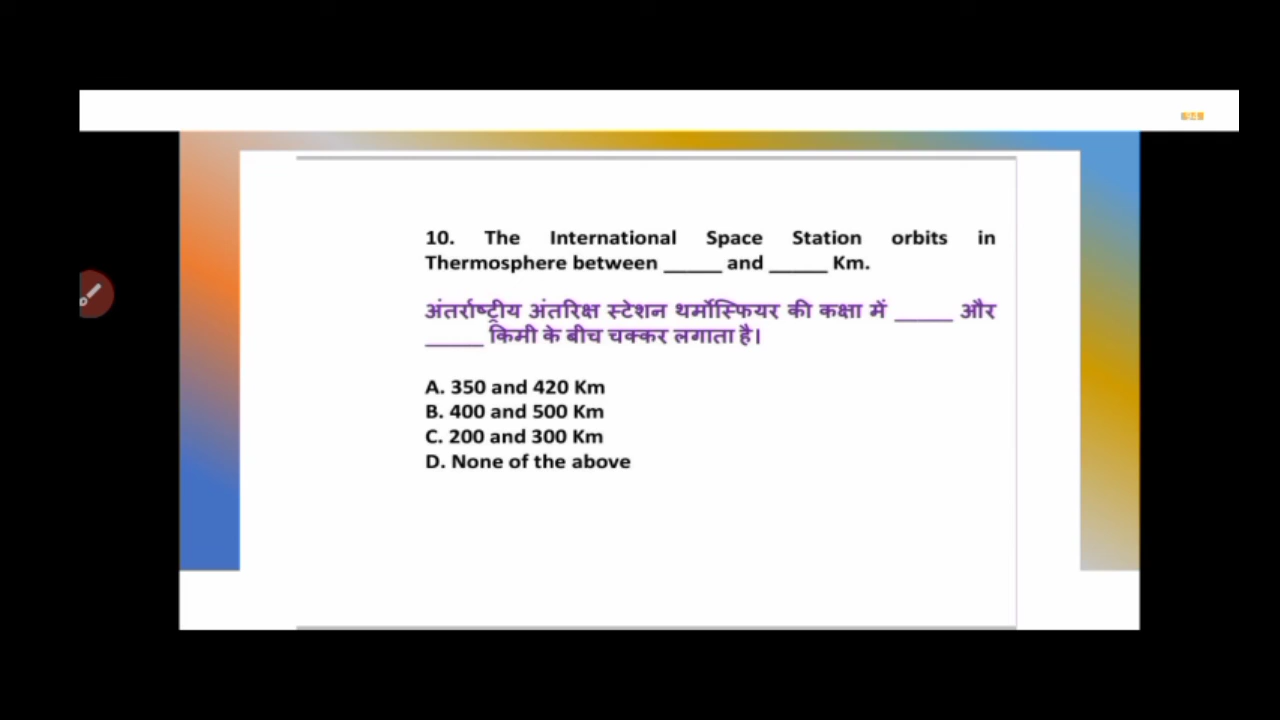 10. The International Space Station orbits in
Thermosphere between ______ and ______ Km.
अंतर्राष्ट्रीय अंतरिक्ष स्टेशन थर्मोस्फियर की कक्षा में ______ और
______ किमी के बीच चक्कर लगाता है।
A. 350 and 420 Km
B. 400 and 500 Km
C. 200 and 300 Km
D. None of the above